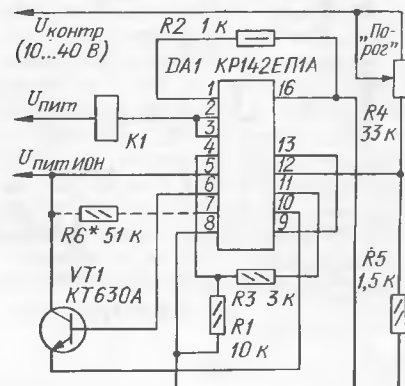 Uконтр
(10...40 В)
R2 1 к
DA1 КР142ЕП1А
„По-
рог"
R4
33 к
Uпит
K1
Uпит ИОН
1
2
3
4
5
6
7
8
16
13
12
11
10
9
R6* 51 к
VT1
КТ630А
R3 3 к
R1
10 к
R5
1,5 к